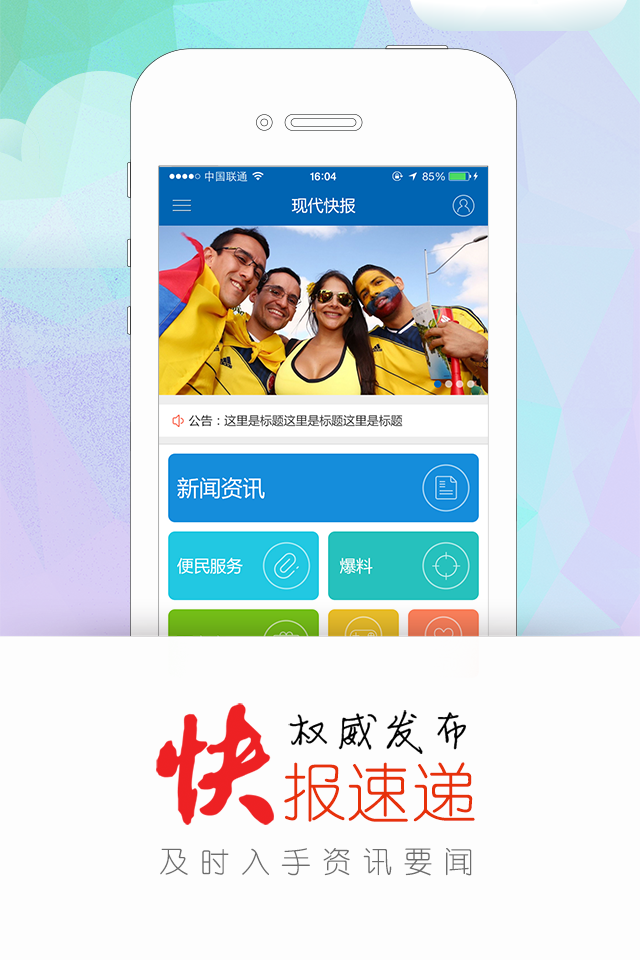 中国联通 16:04 85%
现代快报
公告：这里是标题这里是标题这里是标题
新闻资讯
便民服务 爆料
权威发布
快报速递
及时入手资讯要闻